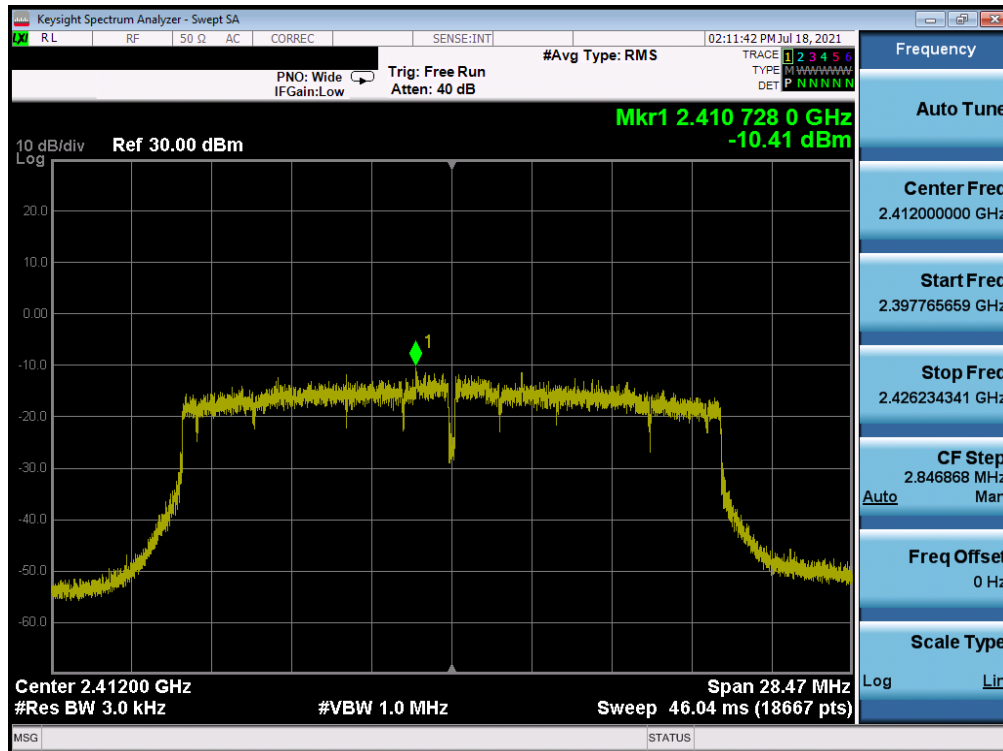 Keysight Spectrum Analyzer - Swept SA
LXI RL RF 50 Ω AC CORREC SENSE:INT 02:11:42 PM Jul 18, 2021
PNO: Wide
IFGain:Low
Trig: Free Run
Atten: 40 dB
#Avg Type: RMS
TRACE 1 2 3 4 5 6
TYPE M WWWWW
DET P N N N N N
Mkr1 2.410 728 0 GHz
-10.41 dBm
10 dB/div Ref 30.00 dBm
Log
20.0
10.0
0.00
-10.0
-20.0
-30.0
-40.0
-50.0
-60.0
1
Center 2.41200 GHz Span 28.47 MHz
#Res BW 3.0 kHz #VBW 1.0 MHz Sweep 46.04 ms (18667 pts)
MSG STATUS
Frequency
Auto Tune
Center Freq
2.412000000 GHz
Start Freq
2.397765659 GHz
Stop Freq
2.426234341 GHz
CF Step
2.846868 MHz
Auto Man
Freq Offset
0 Hz
Scale Type
Log Lin